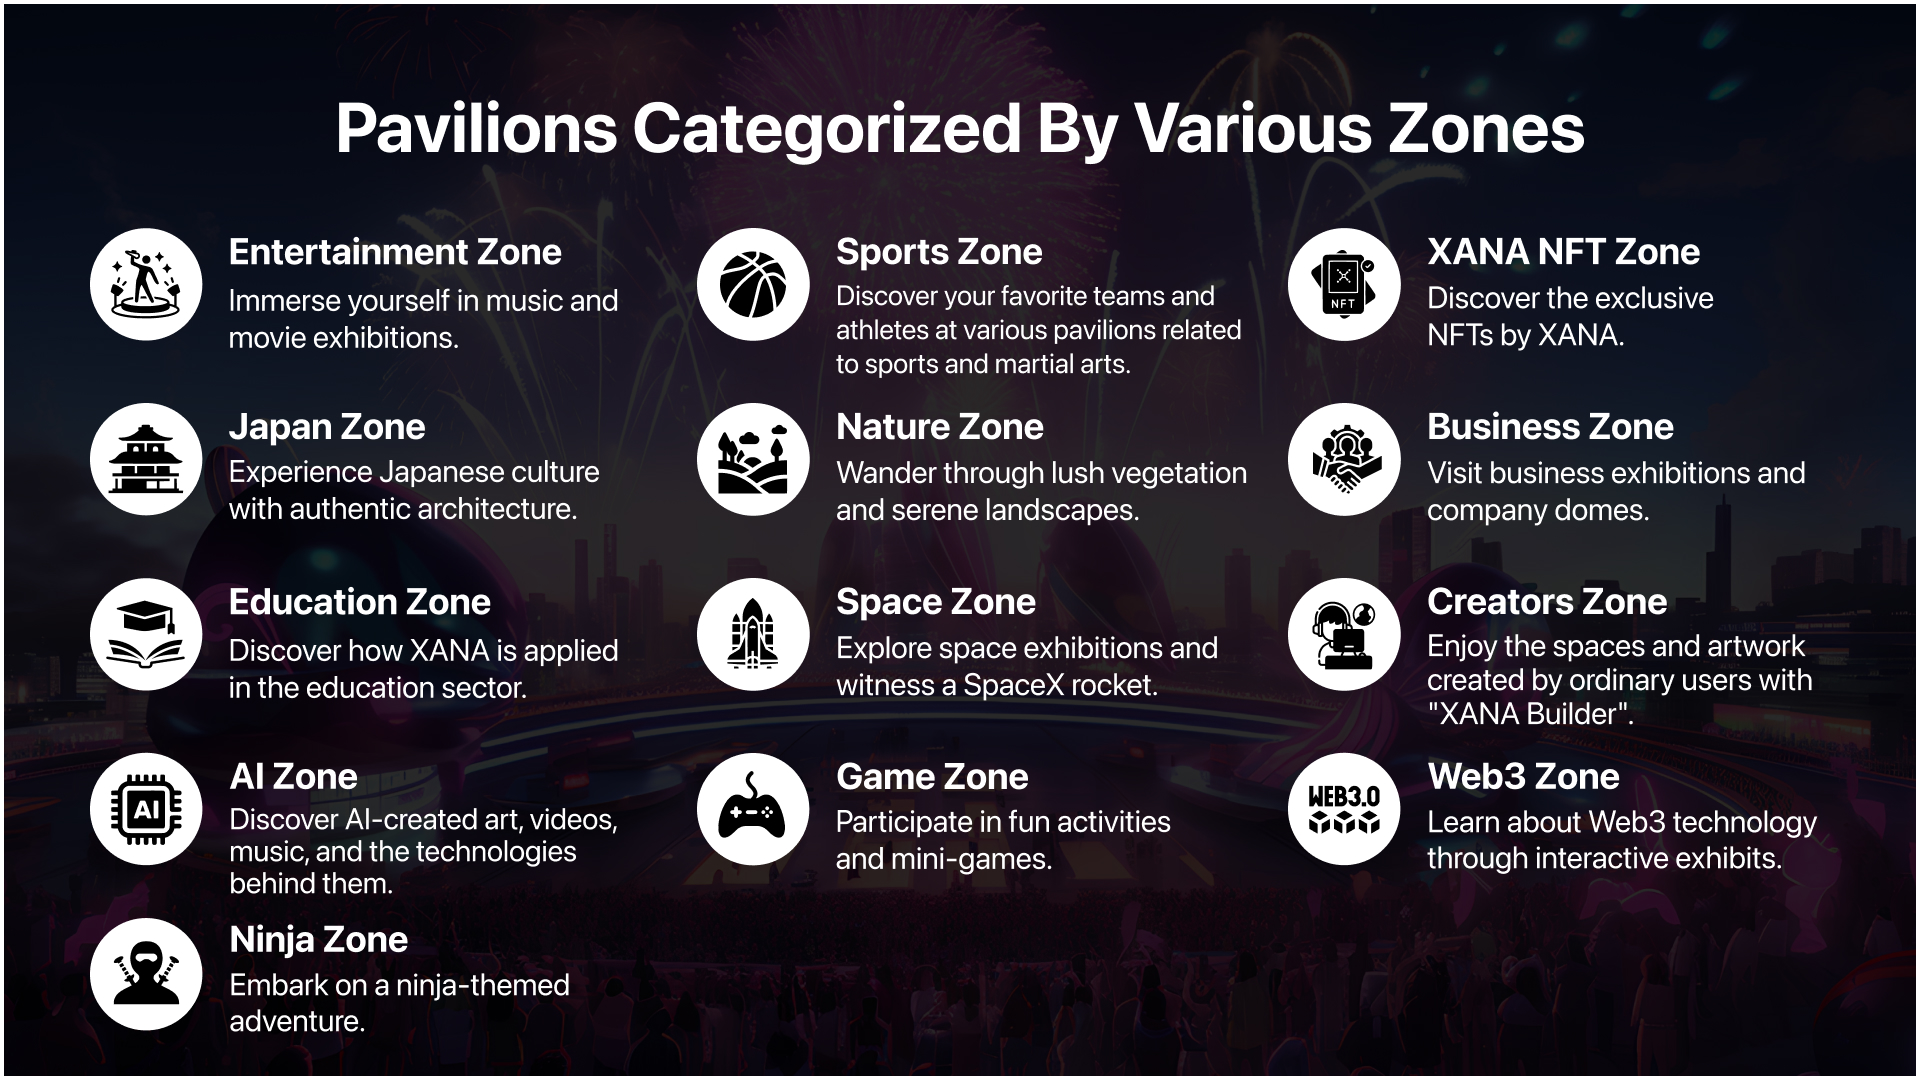 Pavilions Categorized By Various Zones
Entertainment Zone
Immerse yourself in music and
movie exhibitions.
Sports Zone
Discover your favorite teams and
athletes at various pavilions related
to sports and martial arts.
NFT
XANA NFT Zone
Discover the exclusive
NFTs by XANA.
Japan Zone
Experience Japanese culture
with authentic architecture.
Nature Zone
Wander through lush vegetation
and serene landscapes.
Business Zone
Visit business exhibitions and
company domes.
Education Zone
Discover how XANA is applied
in the education sector.
Space Zone
Explore space exhibitions and
witness a SpaceX rocket.
Creators Zone
Enjoy the spaces and artwork
created by ordinary users with
"XANA Builder".
AI
AI Zone
Discover AI-created art, videos,
music, and the technologies
behind them.
Game Zone
Participate in fun activities
and mini-games.
WEB3.0
Web3 Zone
Learn about Web3 technology
through interactive exhibits.
Ninja Zone
Embark on a ninja-themed
adventure.